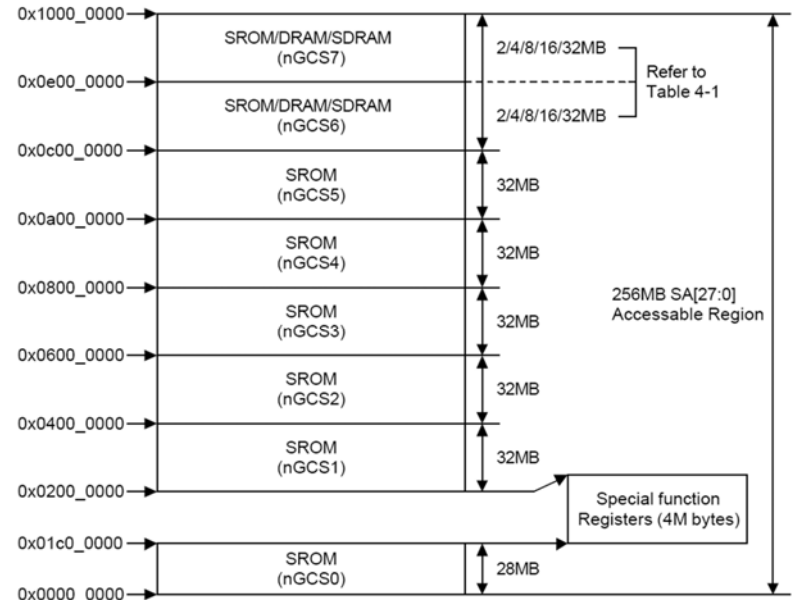 0x1000_0000
SROM/DRAM/SDRAM
(nGCS7)
2/4/8/16/32MB
Refer to
Table 4-1
0x0e00_0000
SROM/DRAM/SDRAM
(nGCS6)
2/4/8/16/32MB
0x0c00_0000
SROM
(nGCS5)
32MB
0x0a00_0000
SROM
(nGCS4)
32MB
0x0800_0000
256MB SA[27:0]
Accessable Region
SROM
(nGCS3)
32MB
0x0600_0000
SROM
(nGCS2)
32MB
0x0400_0000
SROM
(nGCS1)
32MB
0x0200_0000
Special function
Registers (4M bytes)
0x01c0_0000
SROM
(nGCS0)
28MB
0x0000_0000